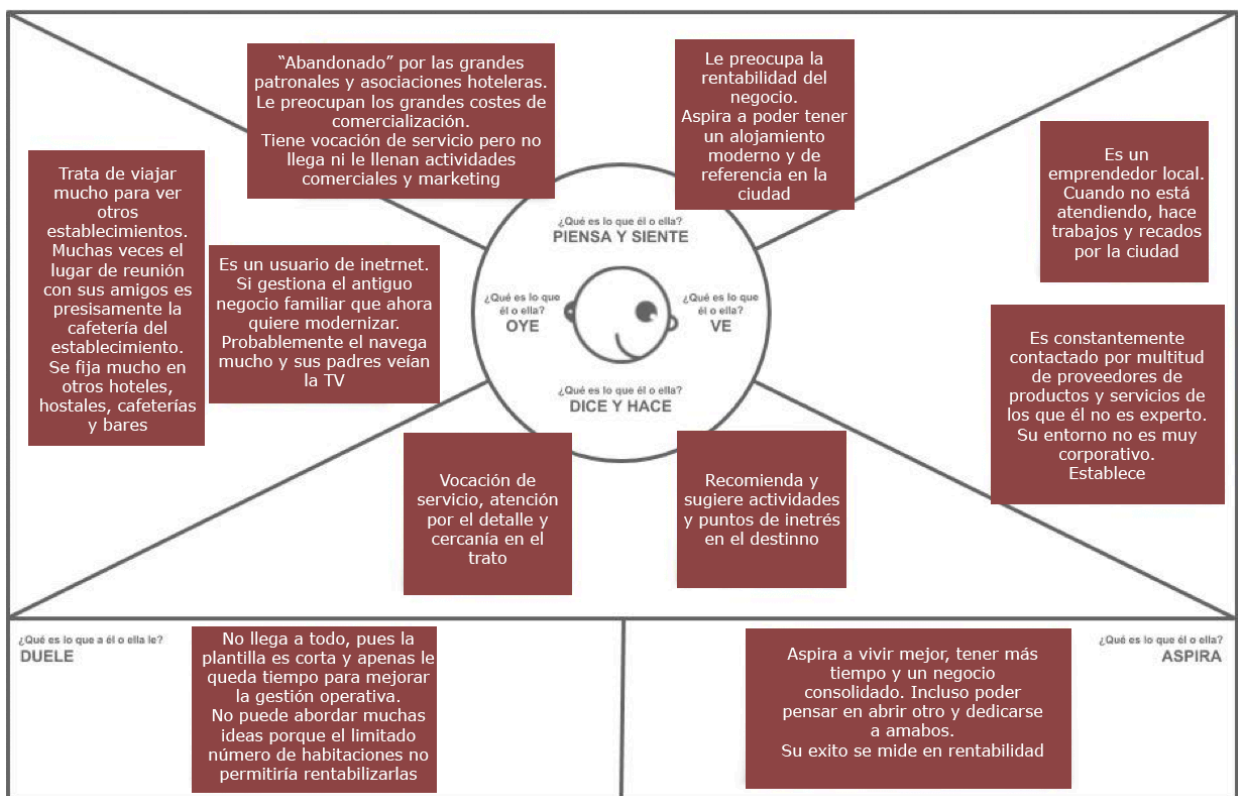 “Abandonado” por las grandes
patronales y asociaciones hoteleras.
Le preocupan los grandes costes de
comercialización.
Tiene vocación de servicio pero no
llega ni le llenan actividades
comerciales y marketing
Le preocupa la
rentabilidad del
negocio.
Aspira a poder tener
un alojamiento
moderno y de
referencia en la
ciudad
Trata de viajar
mucho para ver
otros
establecimientos.
Muchas veces el
lugar de reunión
con sus amigos es
presisamente la
cafetería del
establecimiento.
Se fija mucho en
otros hoteles,
hostales, cafeterías
y bares
Es un usuario de inetrnet.
Si gestiona el antiguo
negocio familiar que ahora
quiere modernizar.
Probablemente el navega
mucho y sus padres veían
la TV
¿Qué es lo que él o ella?
PIENSA Y SIENTE
¿Qué es lo que
él o ella?
OYE
¿Qué es lo que
él o ella?
VE
¿Qué es lo que él o ella?
DICE Y HACE
Es un
emprendedor local.
Cuando no está
atendiendo, hace
trabajos y recados
por la ciudad
Es constantemente
contactado por multitud
de proveedores de
productos y servicios de
los que él no es experto.
Su entorno no es muy
corporativo.
Establece
Vocación de
servicio, atención
por el detalle y
cercanía en el
trato
Recomienda y
sugiere actividades
y puntos de inetrés
en el destinno
¿Qué es lo que a él o ella le?
DUELE
No llega a todo, pues la
plantilla es corta y apenas le
queda tiempo para mejorar
la gestión operativa.
No puede abordar muchas
ideas porque el limitado
número de habitaciones no
permitiría rentabilizarlas
Aspira a vivir mejor, tener más
tiempo y un negocio
consolidado. Incluso poder
pensar en abrir otro y dedicarse
a amabos.
Su exito se mide en rentabilidad
¿Qué es lo que él o ella?
ASPIRA